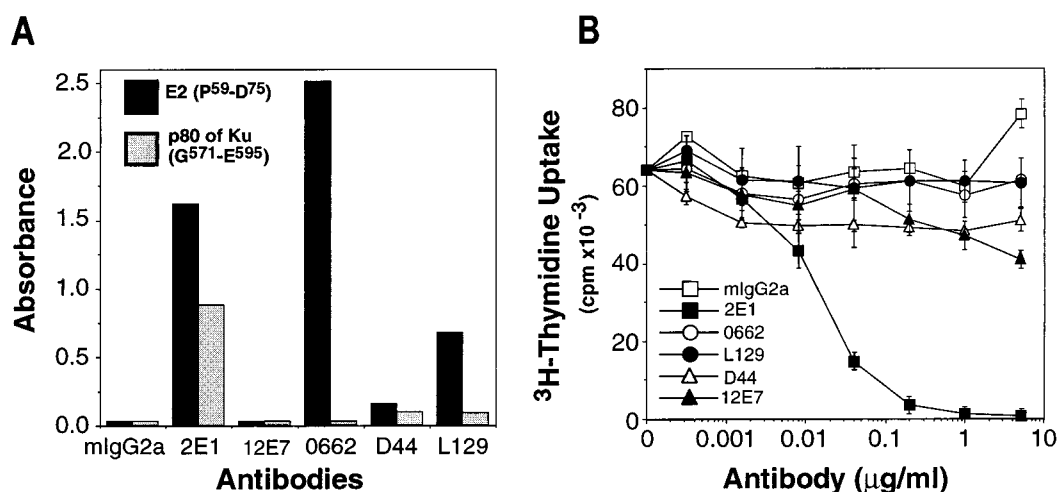 A
Absorbance
2.5
2.0
1.5
1.0
0.5
0.0
E2 (P59-D75)
p80 of Ku
(G571-E595)
mIgG2a 2E1 12E7 0662 D44 L129
Antibodies
B
3H-Thymidine Uptake
(cpm x10 -3)
80
60
40
20
0
mIgG2a
2E1
0662
L129
D44
12E7
0 0.001 0.01 0.1 1 10
Antibody (μg/ml)